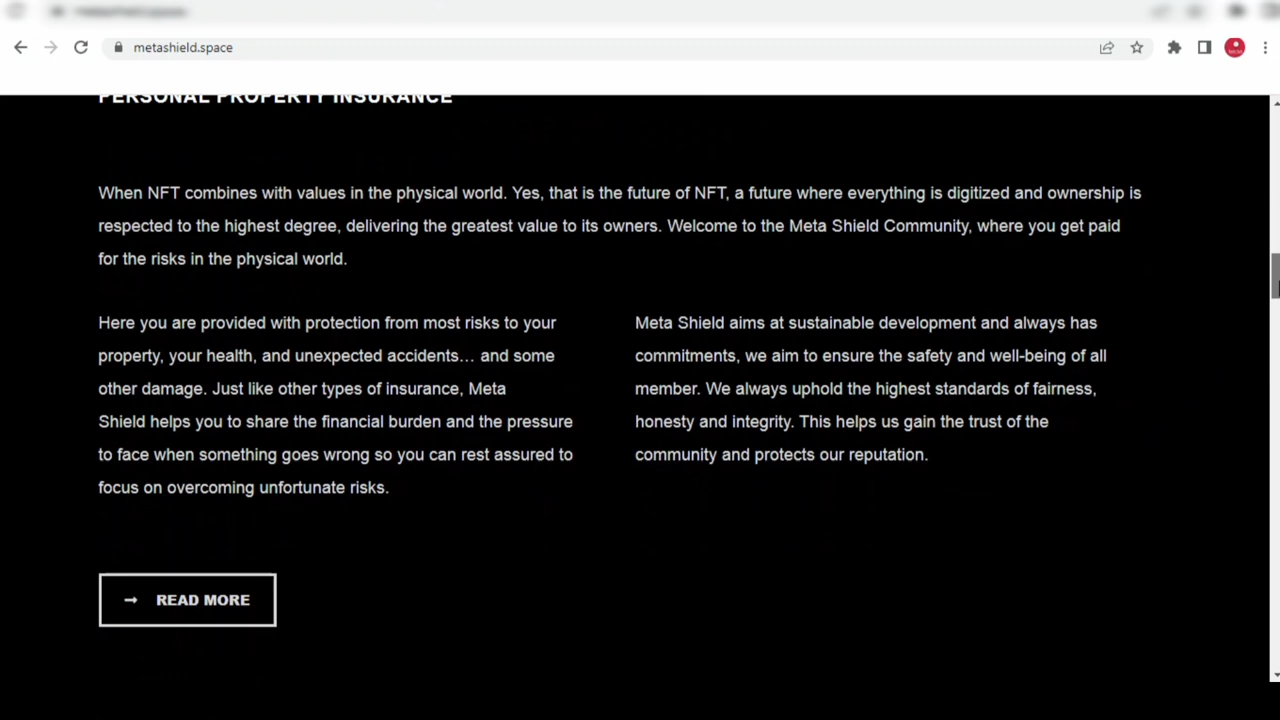 metashield.space
PERSONAL PROPERTY INSURANCE
When NFT combines with values in the physical world. Yes, that is the future of NFT, a future where everything is digitized and ownership is
respected to the highest degree, delivering the greatest value to its owners. Welcome to the Meta Shield Community, where you get paid
for the risks in the physical world.
Here you are provided with protection from most risks to your
property, your health, and unexpected accidents… and some
other damage. Just like other types of insurance, Meta
Shield helps you to share the financial burden and the pressure
to face when something goes wrong so you can rest assured to
focus on overcoming unfortunate risks.
Meta Shield aims at sustainable development and always has
commitments, we aim to ensure the safety and well-being of all
member. We always uphold the highest standards of fairness,
honesty and integrity. This helps us gain the trust of the
community and protects our reputation.
→ READ MORE